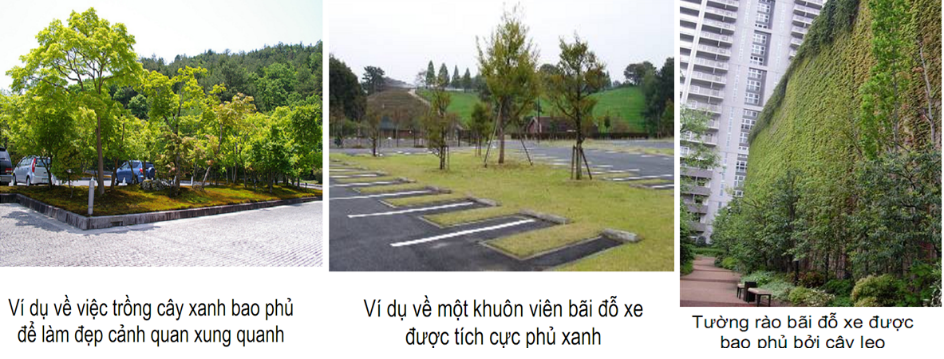 Ví dụ về việc trồng cây xanh bao phủ
để làm đẹp cảnh quan xung quanh
Ví dụ về một khuôn viên bãi đỗ xe
được tích cực phủ xanh
Tường rào bãi đỗ xe được
bao phủ bởi cây leo